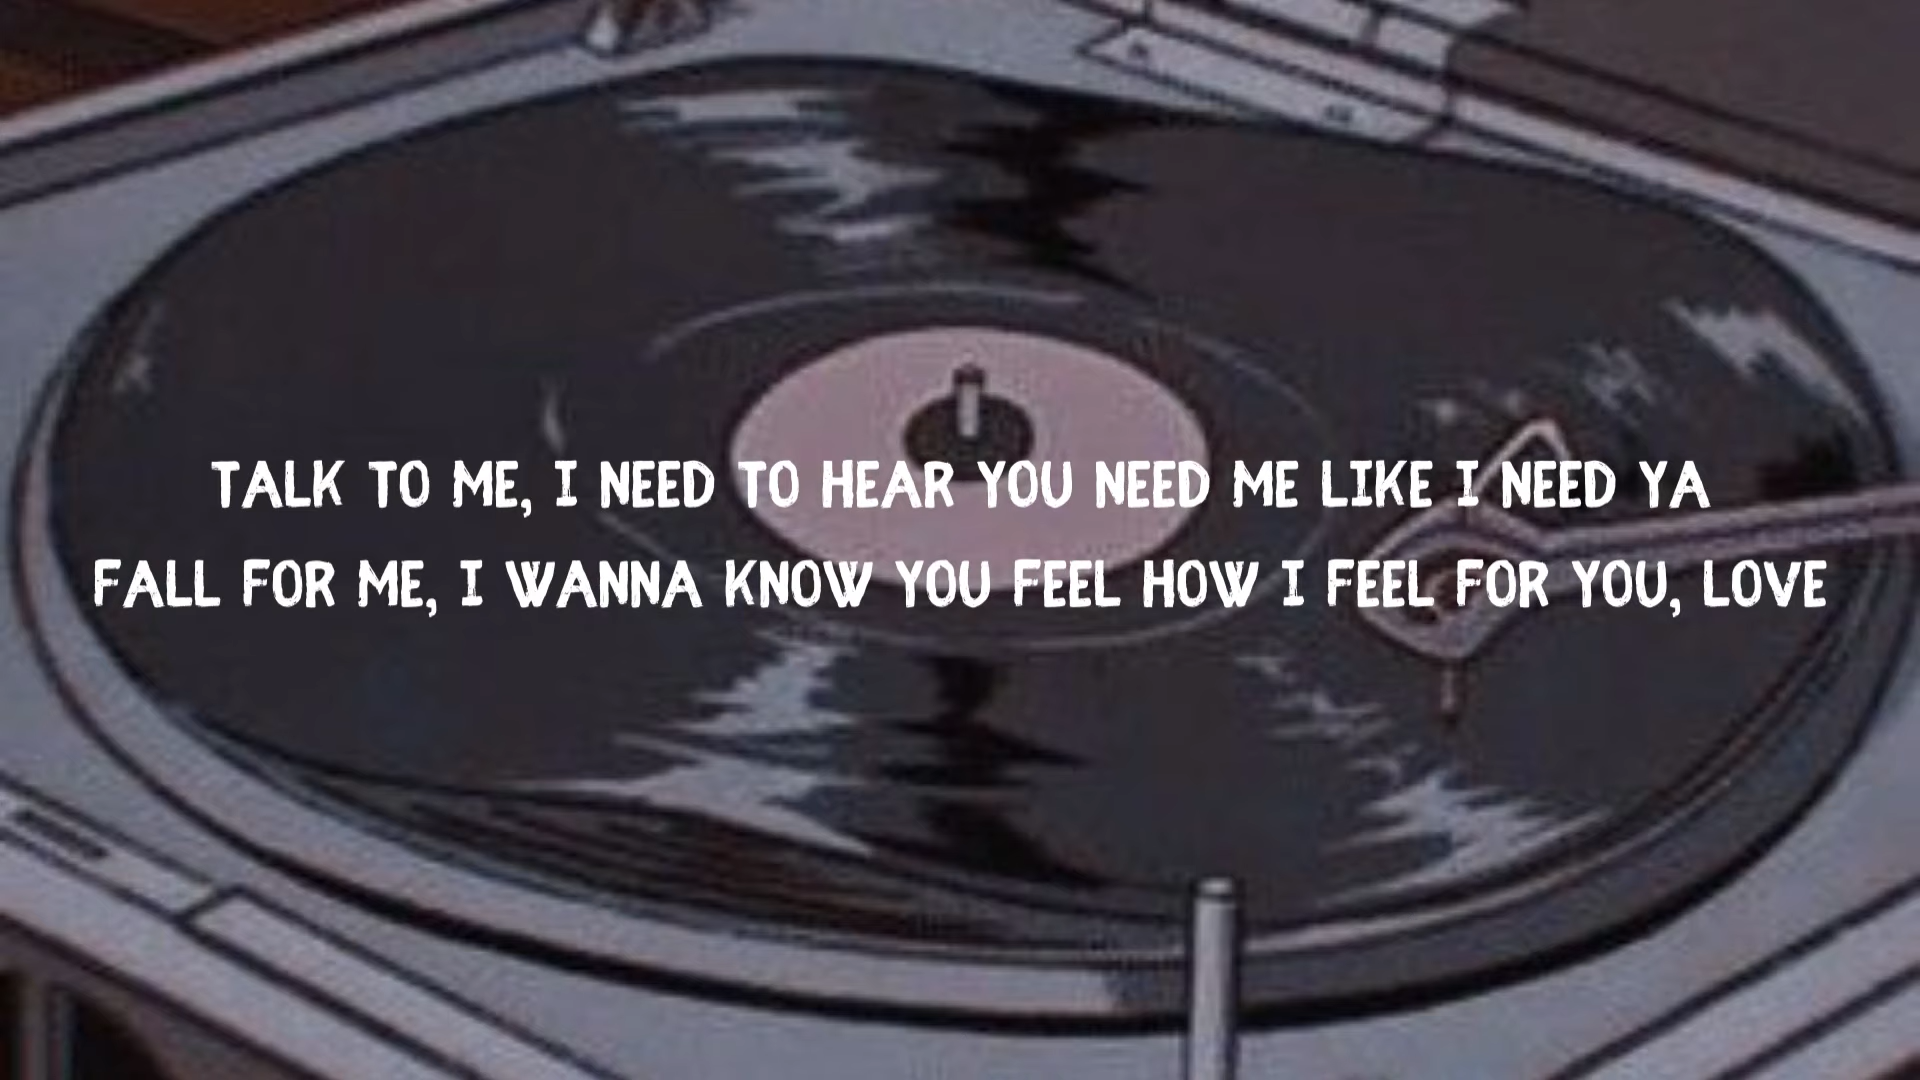 TALK TO ME, I NEED TO HEAR YOU NEED ME LIKE I NEED YA
FALL FOR ME, I WANNA KNOW YOU FEEL HOW I FEEL FOR YOU, LOVE